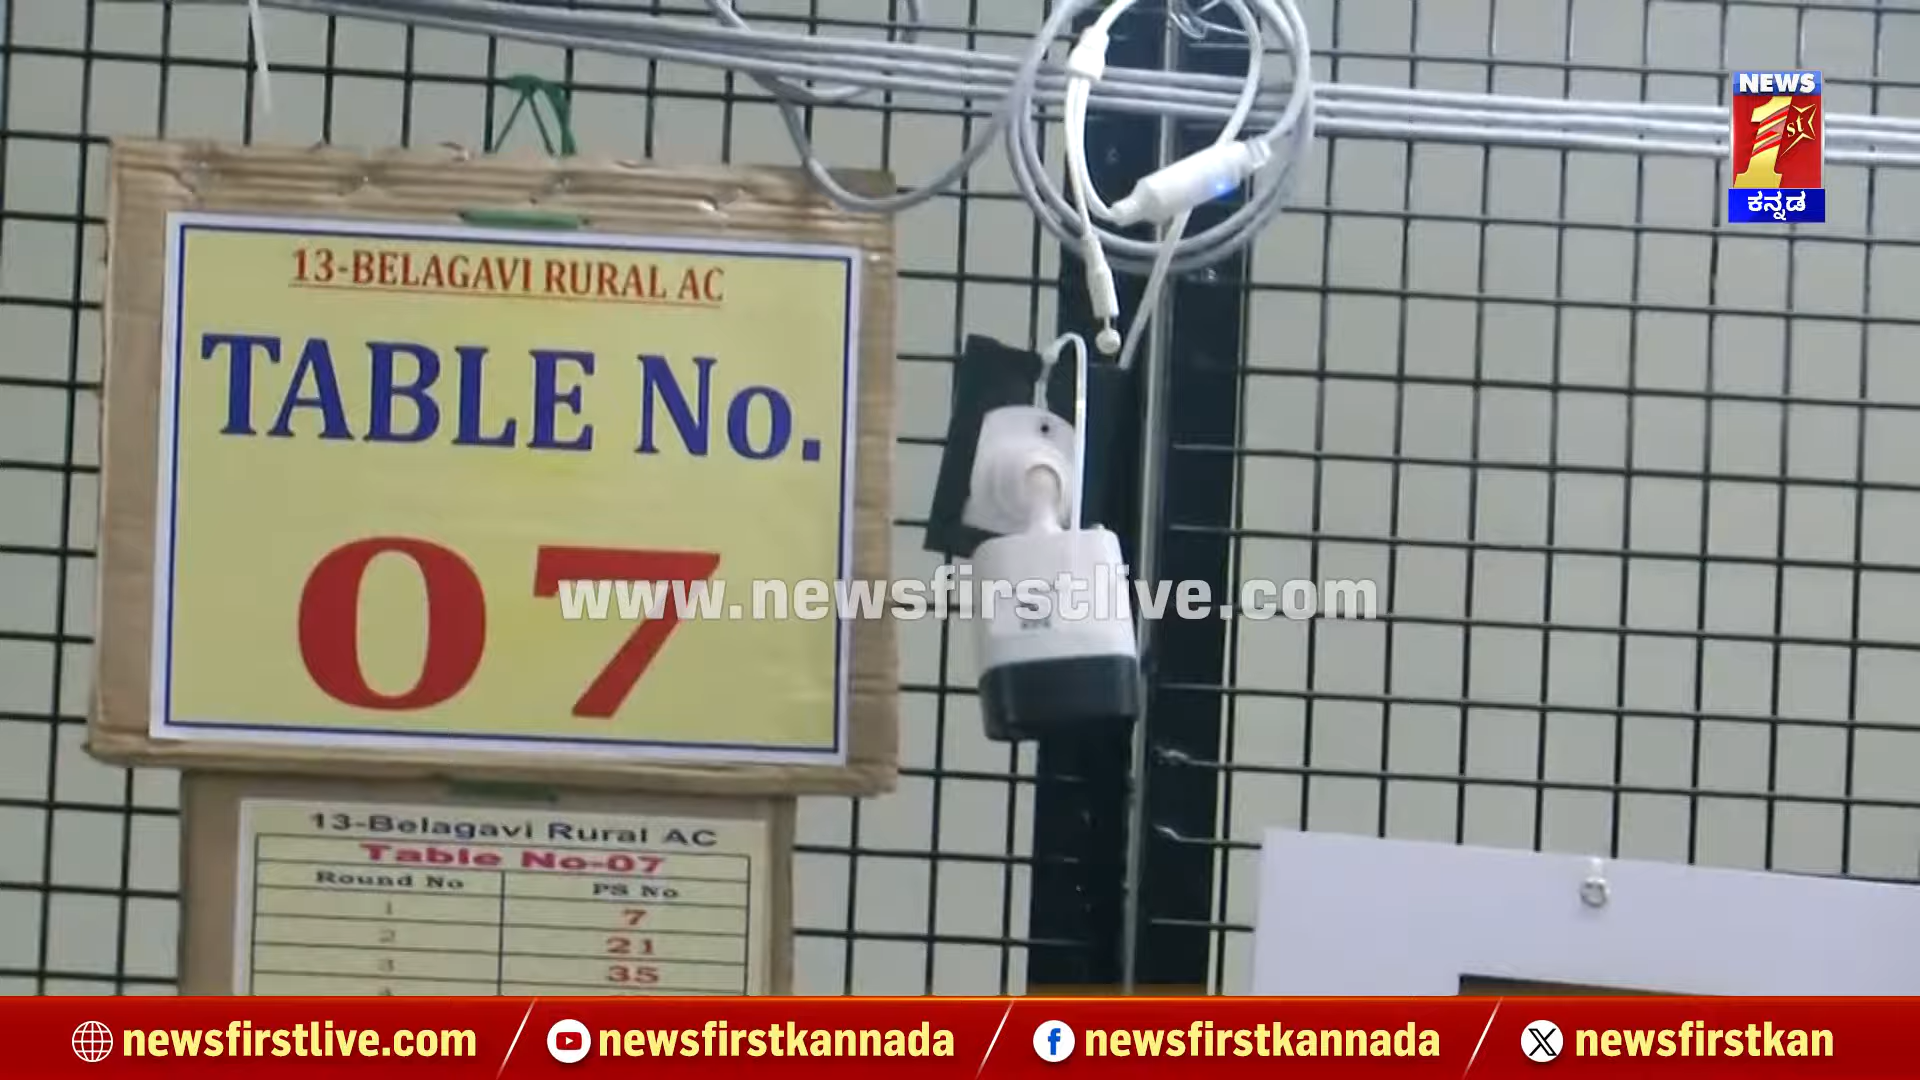 NEWS
1st
ಕನ್ನಡ
13-BELAGAVI RURAL AC
TABLE No.
07
www.newsfirstlive.com
13-Belagavi Rural AC
Table No-07
Round No PS No
1 7
2 21
3 35
4
newsfirstlive.com newsfirstkannada newsfirstkannada newsfirstkan